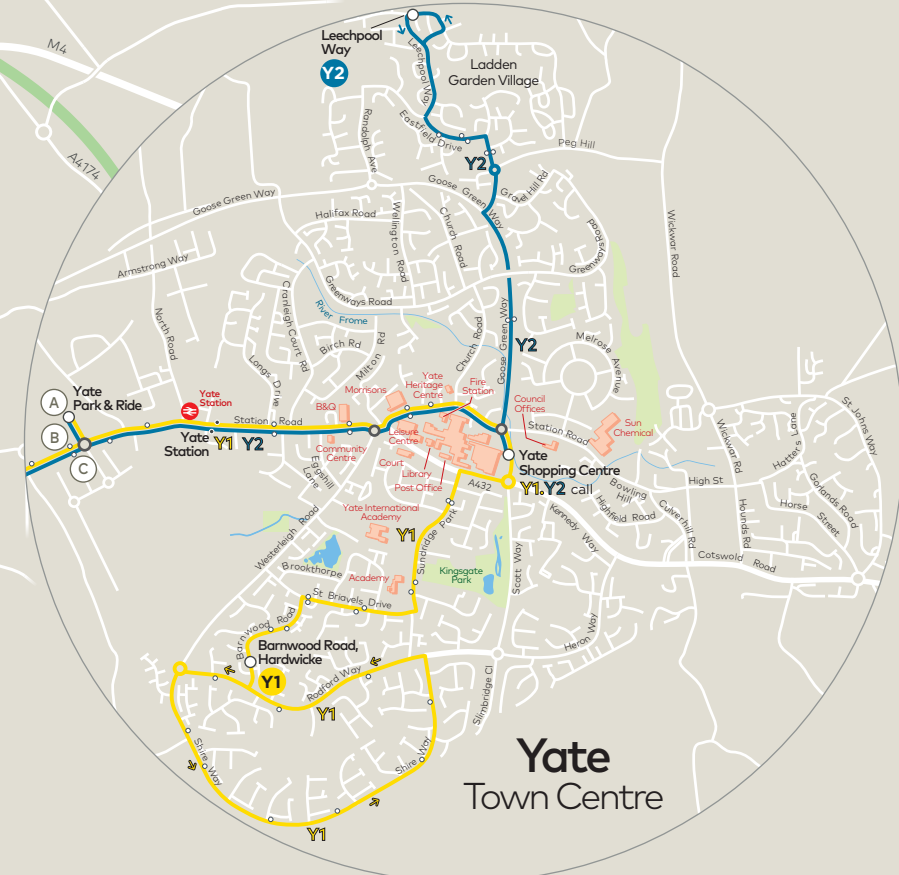 Leechpool
Way
Y2
Ladden
Garden Village
Leechpool Way
M4
A4174
Randolph Ave
Eastfield Drive
Peg Hill
Y2
Goose Green Way
Goose Green Way
Gravel Hill Rd
Halifax Road
Wellington Road
Church Road
Greenways Road
Wickwar Road
Armstrong Way
Greenways Road
River Frome
Cranleigh Court Rd
North Road
Birch Rd
Milton Rd
Church Road
Goose Green Way
Y2
Melrose Avenue
Longs Drive
Yate
Park & Ride
A
B
C
Yate
Station
Yate
Station
Y1
Y2
Station Road
B&Q
Morrisons
Yate
Heritage
Centre
Fire
Station
Council
Offices
Station Road
Sun
Chemical
Leisure
Centre
Community
Centre
Court
Library
Post Office
Yate
Shopping Centre
Y1.Y2 call
A432
Eggshill
Lane
Wickwar Rd
Hatter's Lane
St Johns Way
High St
Bowling
Hill
Highfield Road
Culverhill Rd
Hounds Rd
Horse Street
Gorlands Road
Kennedy Way
Cotswold Road
Yate International
Academy
Y1
Sundridge Park
Westerleigh Road
Brookthorpe
Academy
Kingsgate
Park
Scott Way
St Briavels Drive
Barnwood Road
Heron Way
Barnwood Road,
Hardwicke
Y1
Rodford Way
Y1
Slimbridge Cl
Shire Way
Shire Way
Y1
Yate
Town Centre